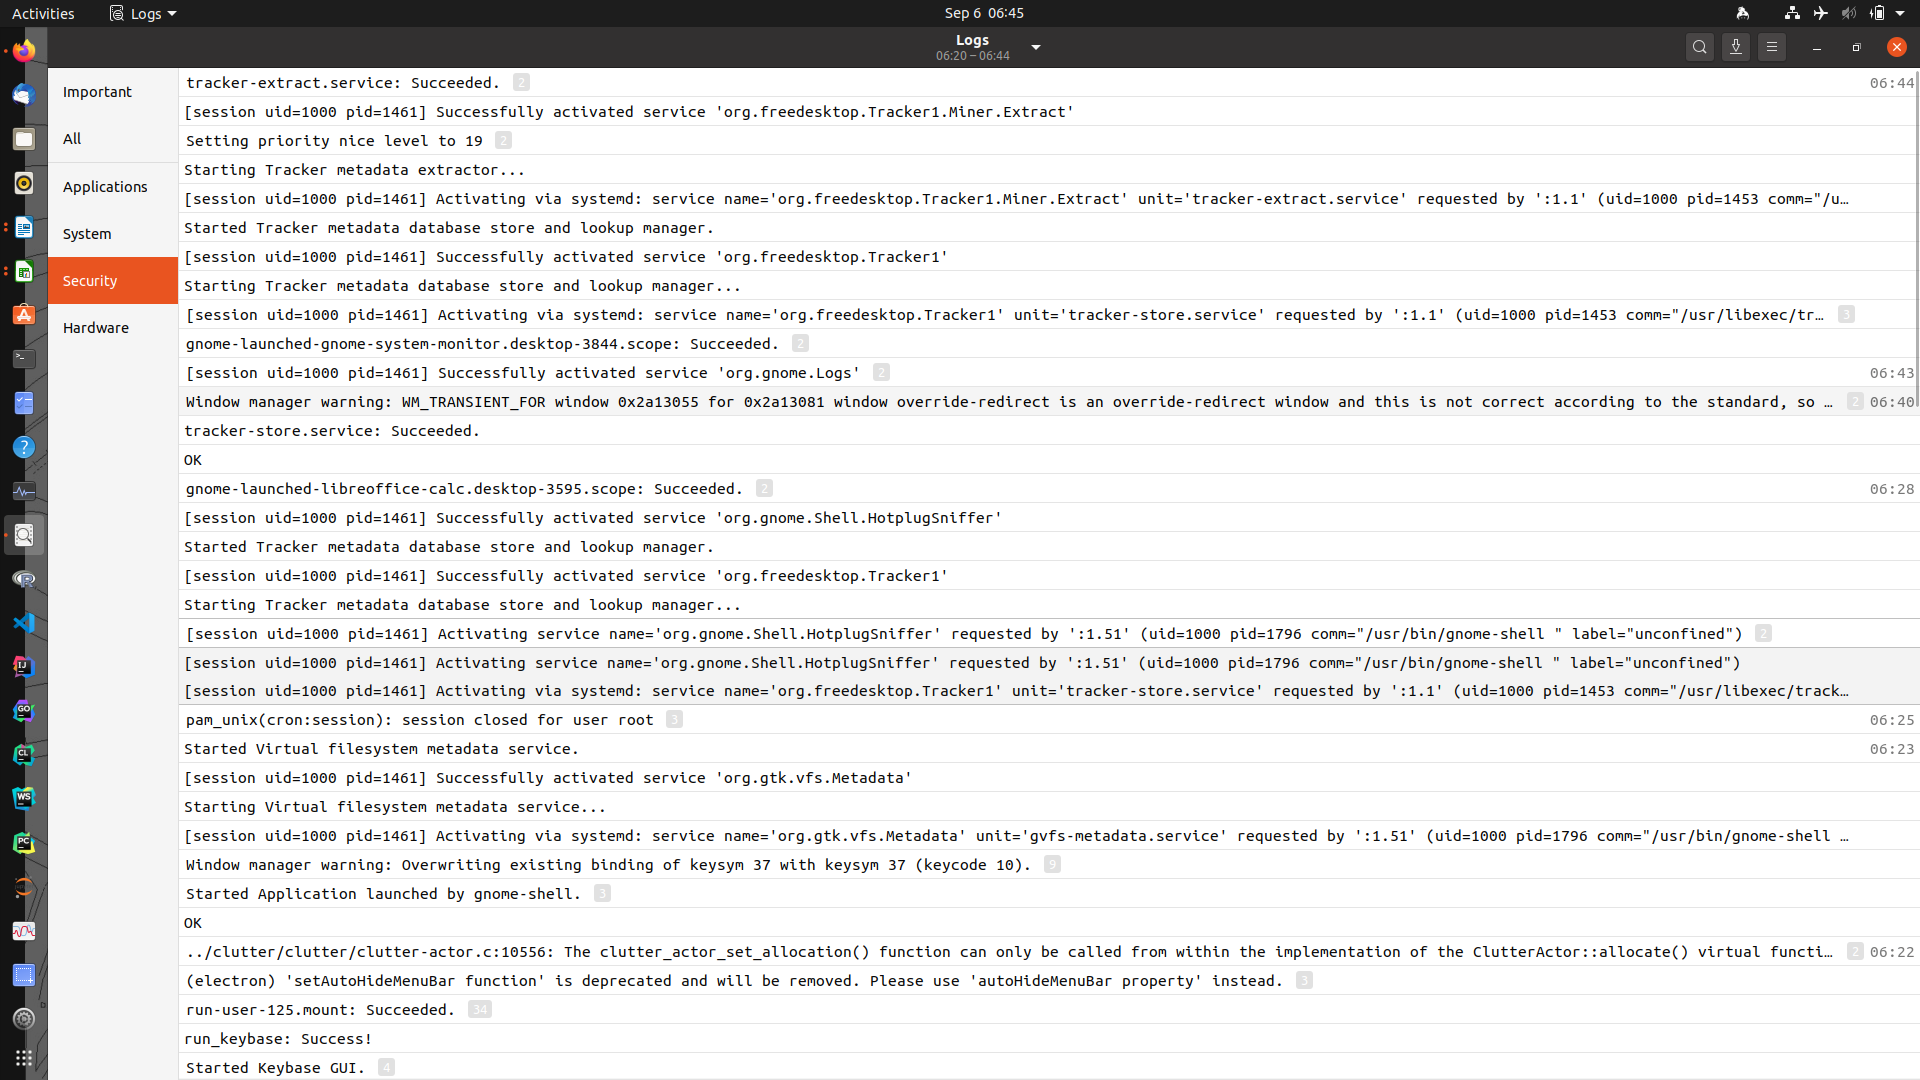 Activities
Logs
Sep 6 06:45
Logs
06:20 – 06:44
Important
All
Applications
System
Security
Hardware
tracker-extract.service: Succeeded. 2 06:44
[session uid=1000 pid=1461] Successfully activated service 'org.freedesktop.Tracker1.Miner.Extract'
Setting priority nice level to 19 2
Starting Tracker metadata extractor...
[session uid=1000 pid=1461] Activating via systemd: service name='org.freedesktop.Tracker1.Miner.Extract' unit='tracker-extract.service' requested by ':1.1' (uid=1000 pid=1453 comm="/u…
Started Tracker metadata database store and lookup manager.
[session uid=1000 pid=1461] Successfully activated service 'org.freedesktop.Tracker1'
Starting Tracker metadata database store and lookup manager...
[session uid=1000 pid=1461] Activating via systemd: service name='org.freedesktop.Tracker1' unit='tracker-store.service' requested by ':1.1' (uid=1000 pid=1453 comm="/usr/libexec/tr… 3
gnome-launched-gnome-system-monitor.desktop-3844.scope: Succeeded. 2
[session uid=1000 pid=1461] Successfully activated service 'org.gnome.Logs' 2 06:43
Window manager warning: WM_TRANSIENT_FOR window 0x2a13055 for 0x2a13081 window override-redirect is an override-redirect window and this is not correct according to the standard, so … 2 06:40
tracker-store.service: Succeeded.
OK
gnome-launched-libreoffice-calc.desktop-3595.scope: Succeeded. 2 06:28
[session uid=1000 pid=1461] Successfully activated service 'org.gnome.Shell.HotplugSniffer'
Started Tracker metadata database store and lookup manager.
[session uid=1000 pid=1461] Successfully activated service 'org.freedesktop.Tracker1'
Starting Tracker metadata database store and lookup manager...
[session uid=1000 pid=1461] Activating service name='org.gnome.Shell.HotplugSniffer' requested by ':1.51' (uid=1000 pid=1796 comm="/usr/bin/gnome-shell " label="unconfined") 2
[session uid=1000 pid=1461] Activating service name='org.gnome.Shell.HotplugSniffer' requested by ':1.51' (uid=1000 pid=1796 comm="/usr/bin/gnome-shell " label="unconfined")
[session uid=1000 pid=1461] Activating via systemd: service name='org.freedesktop.Tracker1' unit='tracker-store.service' requested by ':1.1' (uid=1000 pid=1453 comm="/usr/libexec/track…
pam_unix(cron:session): session closed for user root 3 06:25
Started Virtual filesystem metadata service. 06:23
[session uid=1000 pid=1461] Successfully activated service 'org.gtk.vfs.Metadata'
Starting Virtual filesystem metadata service...
[session uid=1000 pid=1461] Activating via systemd: service name='org.gtk.vfs.Metadata' unit='gvfs-metadata.service' requested by ':1.51' (uid=1000 pid=1796 comm="/usr/bin/gnome-shell …
Window manager warning: Overwriting existing binding of keysym 37 with keysym 37 (keycode 10). 9
Started Application launched by gnome-shell. 3
OK
../clutter/clutter/clutter-actor.c:10556: The clutter_actor_set_allocation() function can only be called from within the implementation of the ClutterActor::allocate() virtual functi… 2 06:22
(electron) 'setAutoHideMenuBar function' is deprecated and will be removed. Please use 'autoHideMenuBar property' instead. 3
run-user-125.mount: Succeeded. 34
run_keybase: Success!
Started Keybase GUI. 4